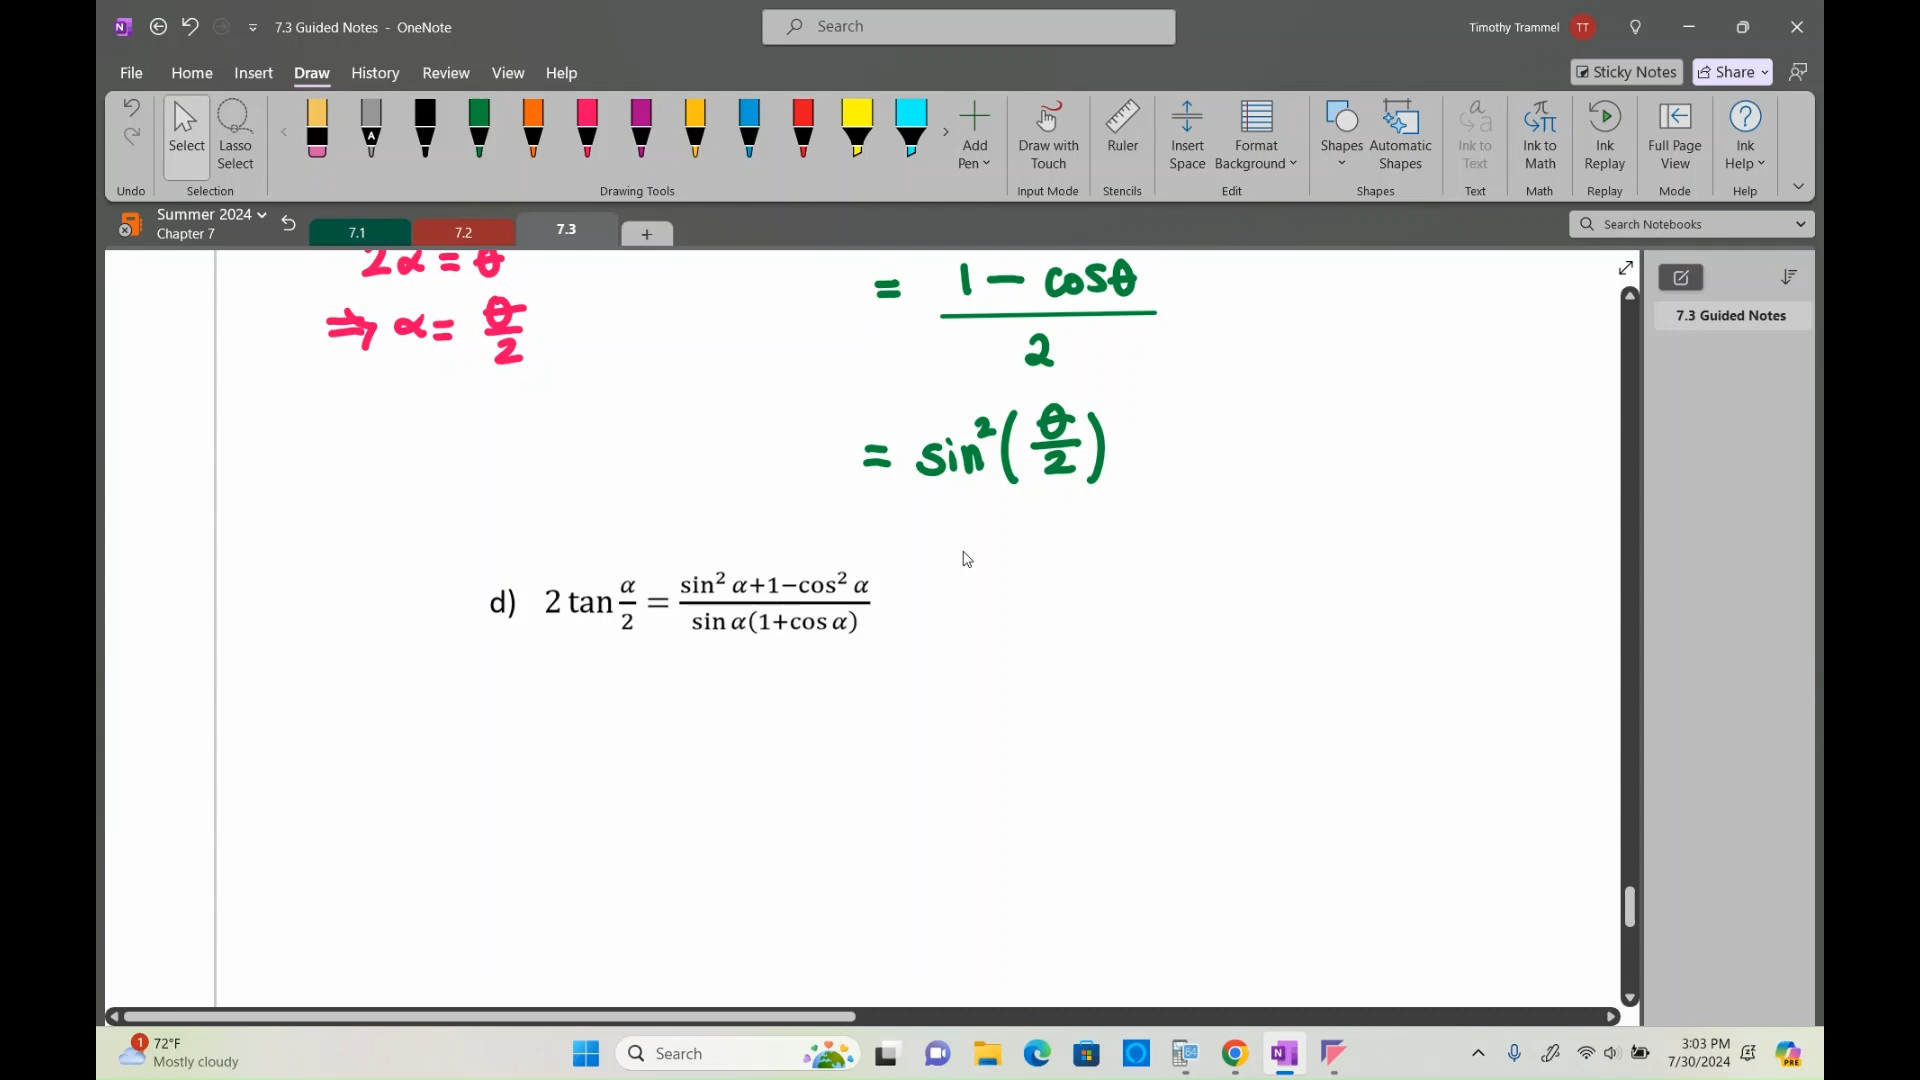 7.3 Guided Notes - OneNote
Search
Timothy Trammel
TT
File Home Insert Draw History Review View Help
Sticky Notes
Share
Select
Lasso Select
A
Add Pen
Draw with Touch
Ruler
Insert Space
Format Background
Shapes
Automatic Shapes
Ink to Text
Ink to Math
Ink Replay
Full Page View
Ink Help
Undo
Selection
Drawing Tools
Input Mode
Stencils
Edit
Shapes
Text
Math
Replay
Mode
Help
Summer 2024
Chapter 7
7.1
7.2
7.3
+
Search Notebooks
7.3 Guided Notes
2α = θ
⇒ α = θ/2
= (1 − cosθ)/2
= sin²(θ/2)
d) 2 tan α/2 = (sin² α+1−cos² α)/(sin α(1+cos α))
1
72°F
Mostly cloudy
Search
84
3:03 PM
7/30/2024
PRE